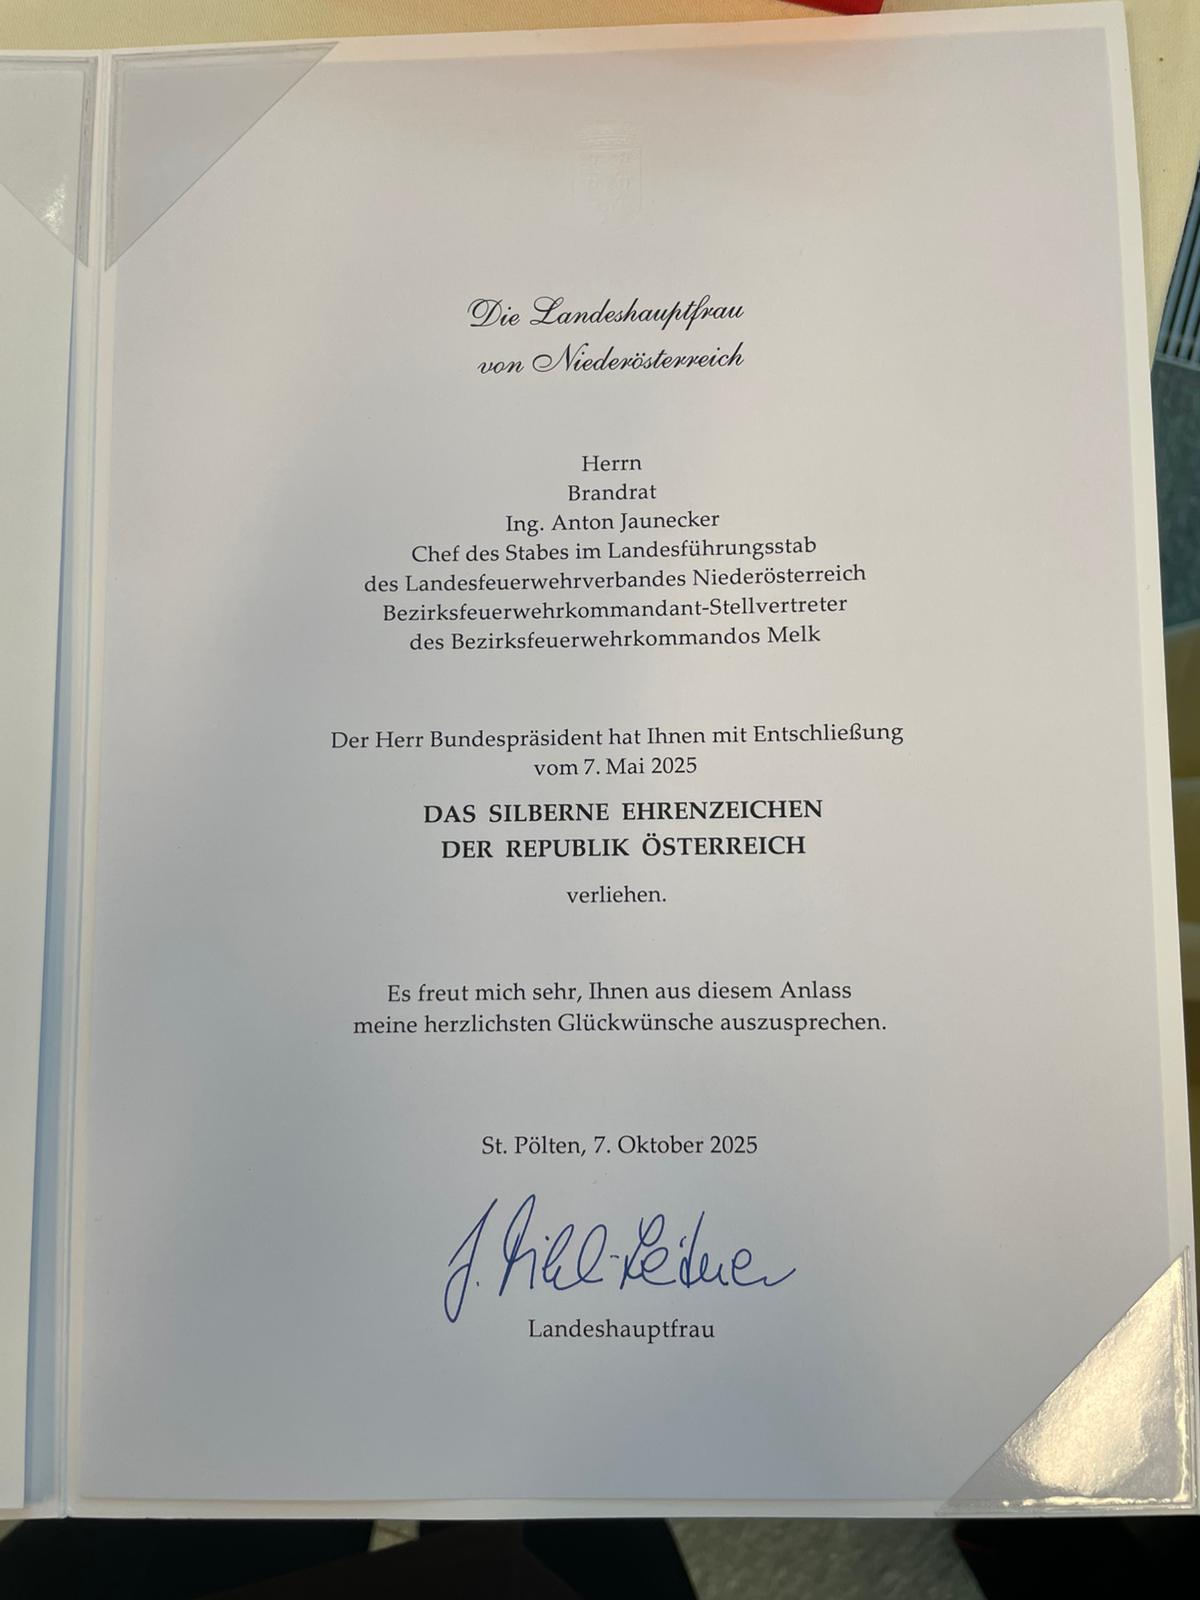 Die Landeshauptfrau
von Niederösterreich
Herrn
Brandrat
Ing. Anton Jaunecker
Chef des Stabes im Landesführungsstab
des Landesfeuerwehrverbandes Niederösterreich
Bezirksfeuerwehrkommandant-Stellvertreter
des Bezirksfeuerwehrkommandos Melk
Der Herr Bundespräsident hat Ihnen mit Entschließung
vom 7. Mai 2025
DAS SILBERNE EHRENZEICHEN
DER REPUBLIK ÖSTERREICH
verliehen.
Es freut mich sehr, Ihnen aus diesem Anlass
meine herzlichsten Glückwünsche auszusprechen.
St. Pölten, 7. Oktober 2025
J. Mikl-Leitner
Landeshauptfrau